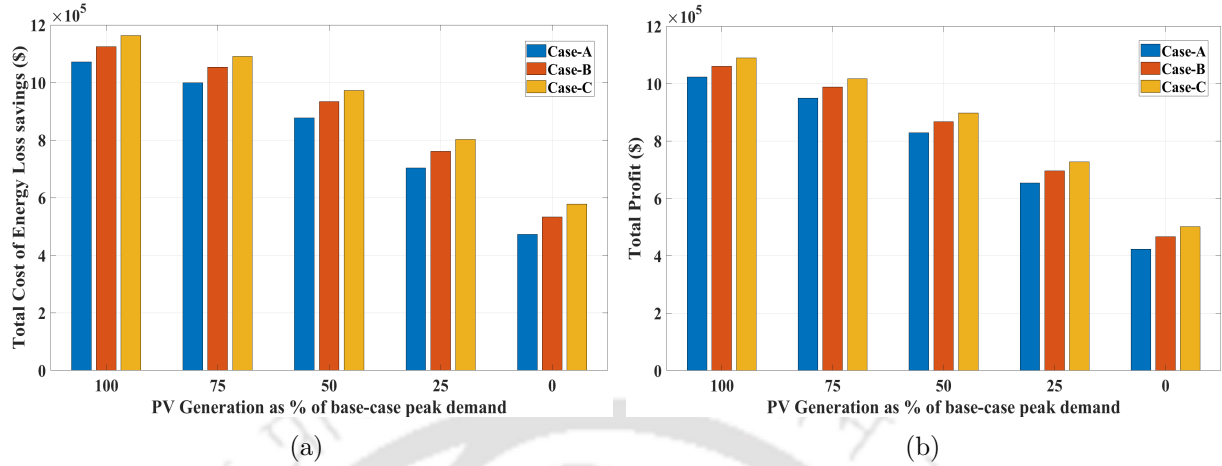 ×10⁵
12
10
8
6
4
2
0
Total Cost of Energy Loss savings ($)
Case-A
Case-B
Case-C
100 75 50 25 0
PV Generation as % of base-case peak demand
(a)
×10⁵
12
10
8
6
4
2
0
Total Profit ($)
Case-A
Case-B
Case-C
100 75 50 25 0
PV Generation as % of base-case peak demand
(b)